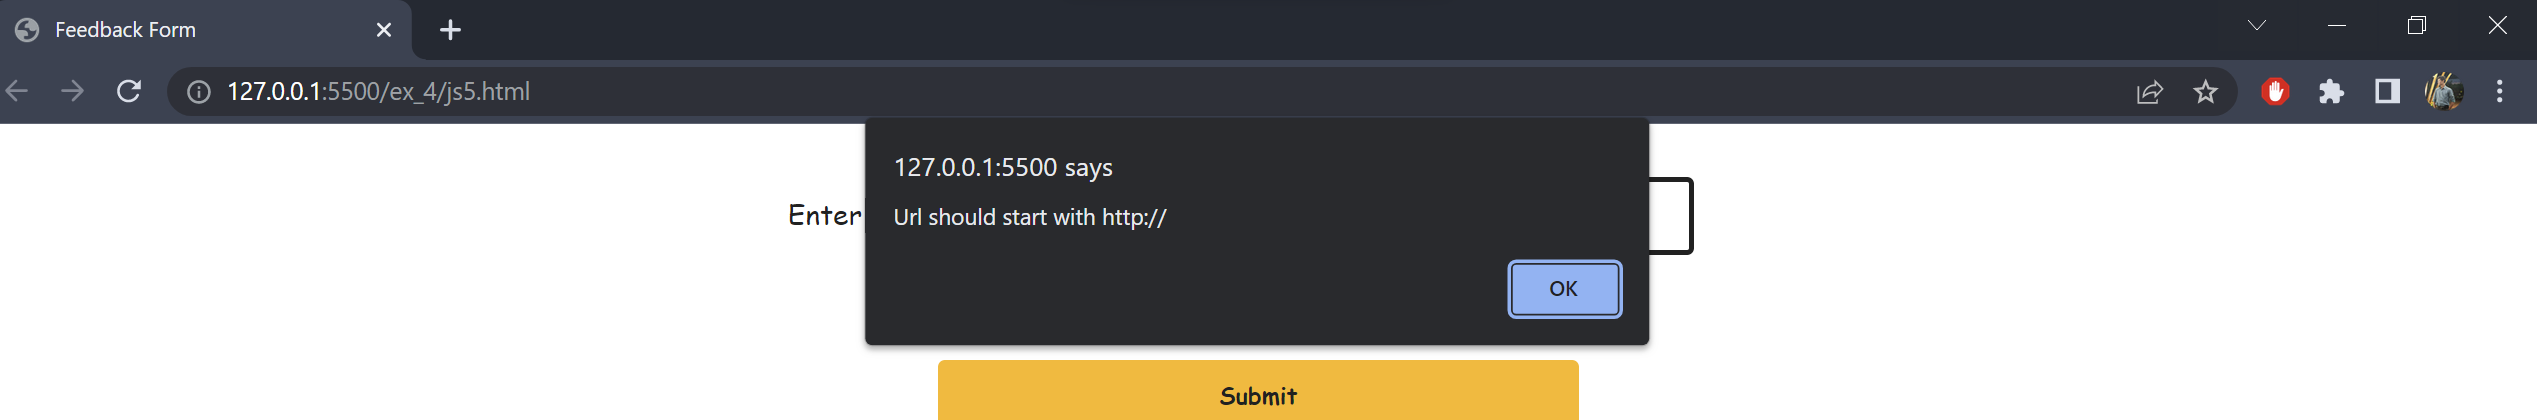 Feedback Form
127.0.0.1:5500/ex_4/js5.html
127.0.0.1:5500 says
Enter
Url should start with http://
OK
Submit